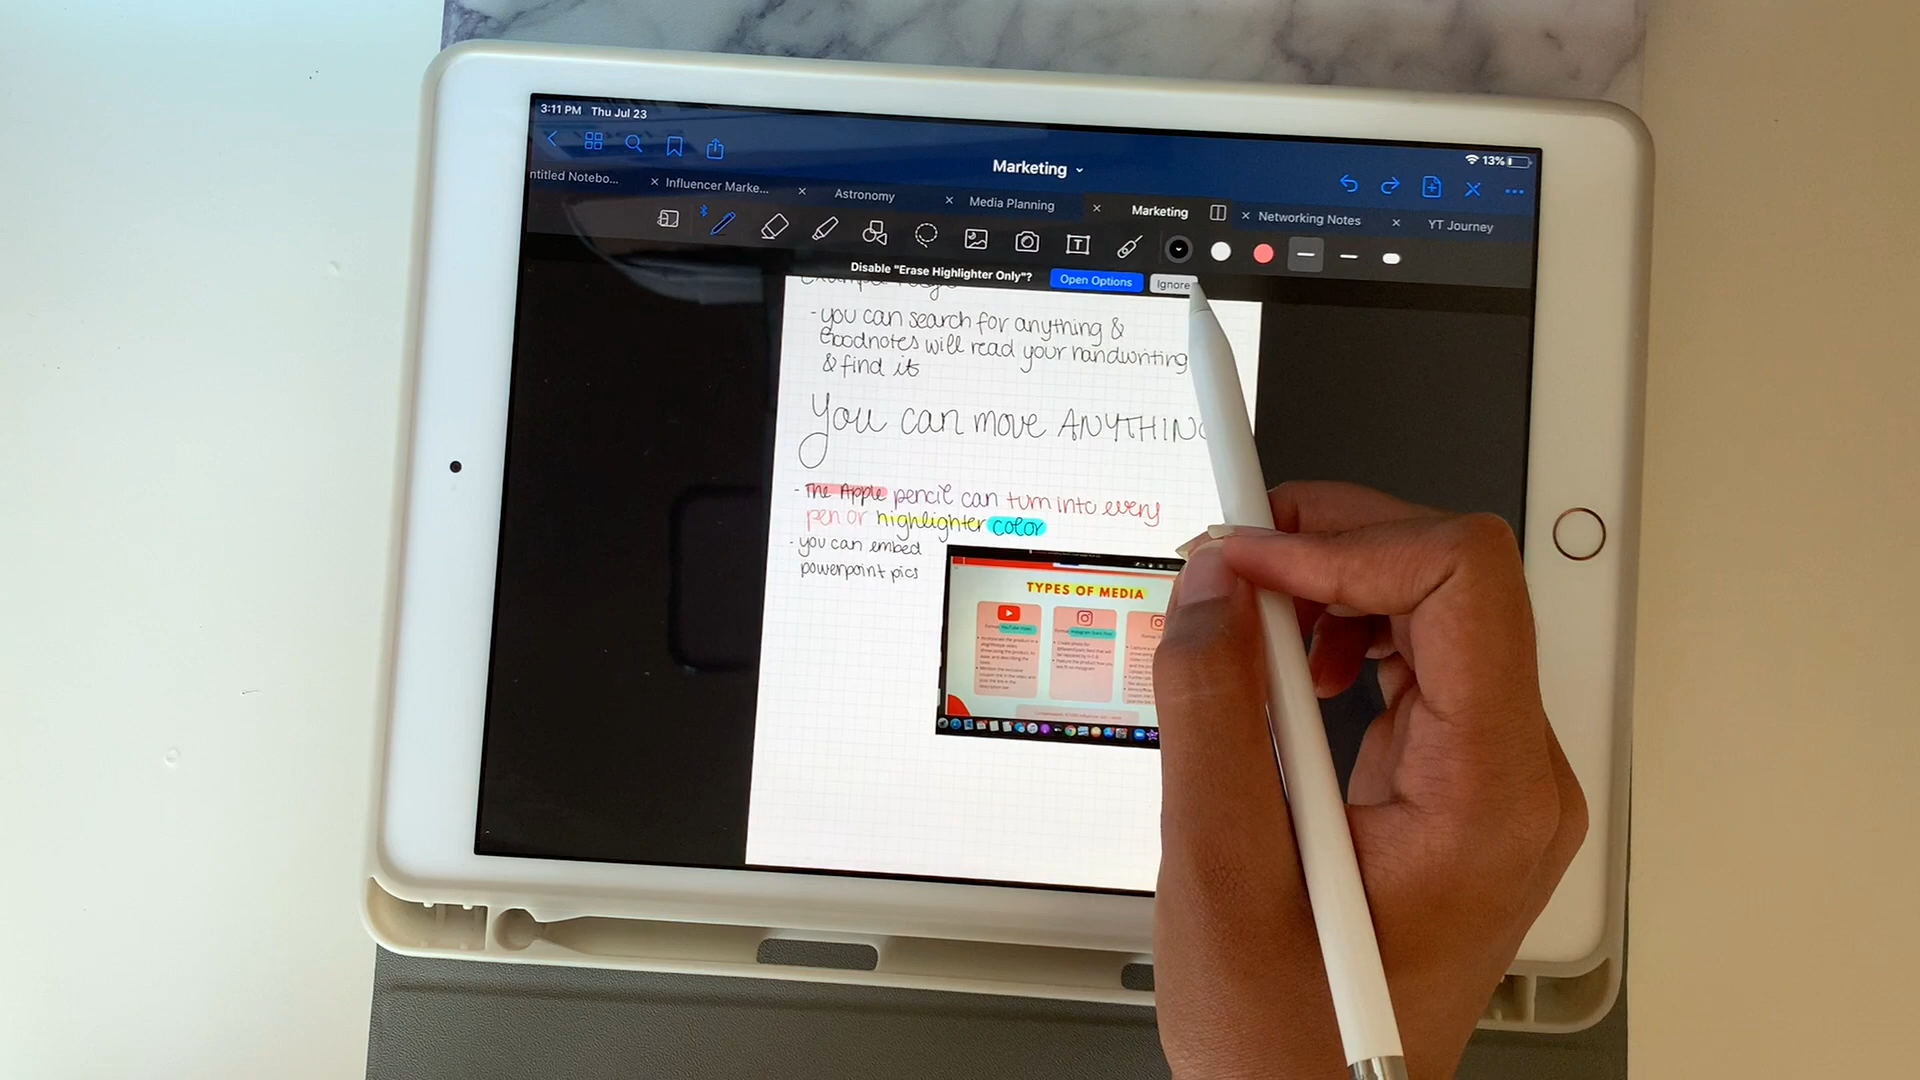 3:11 PM Thu Jul 23
13%
Marketing
ntitled Notebo...
Influencer Marke...
Astronomy
Media Planning
Marketing
Networking Notes
YT Journey
Disable "Erase Highlighter Only"?
Open Options
Ignore
- you can search for anything &
Goodnotes will read your handwriting
& find it
You can move ANYTHING
- The Apple pencil can turn into every
pen or highlighter color
- you can embed
powerpoint pics
TYPES OF MEDIA